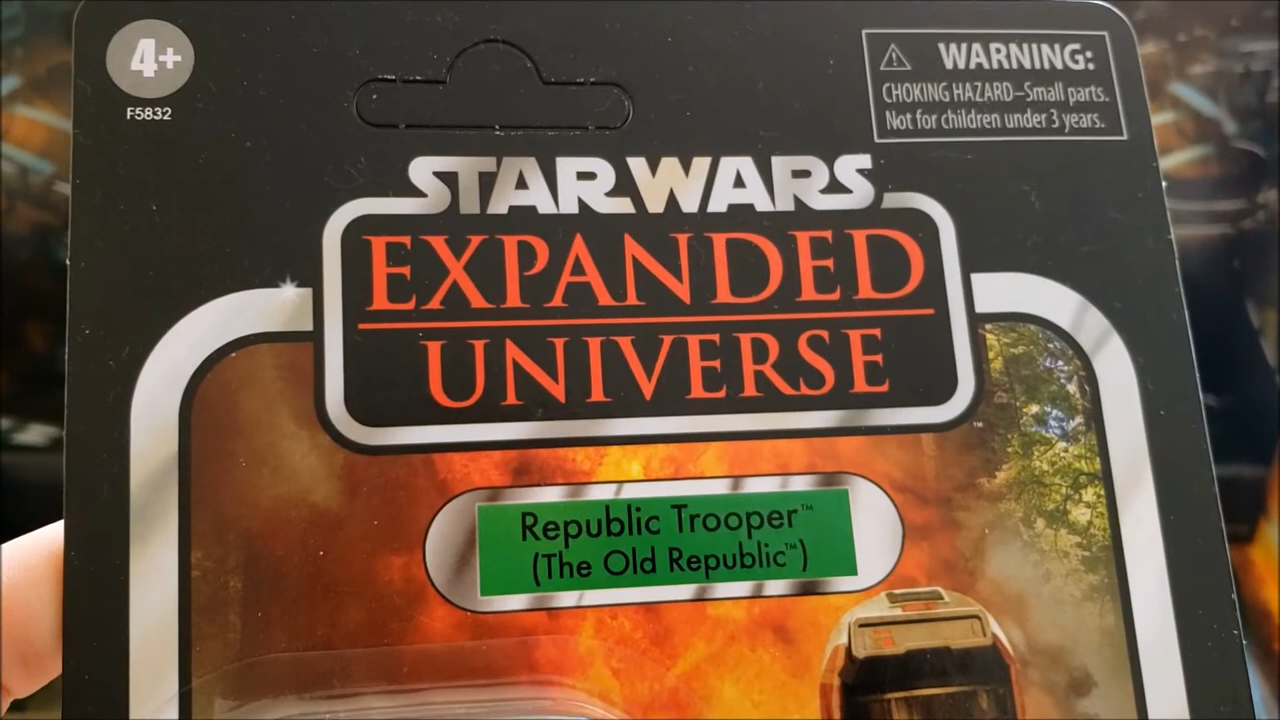 4+
F5832
WARNING:
CHOKING HAZARD–Small parts.
Not for children under 3 years.
STAR WARS
EXPANDED
UNIVERSE
™
Republic Trooper™
(The Old Republic™)